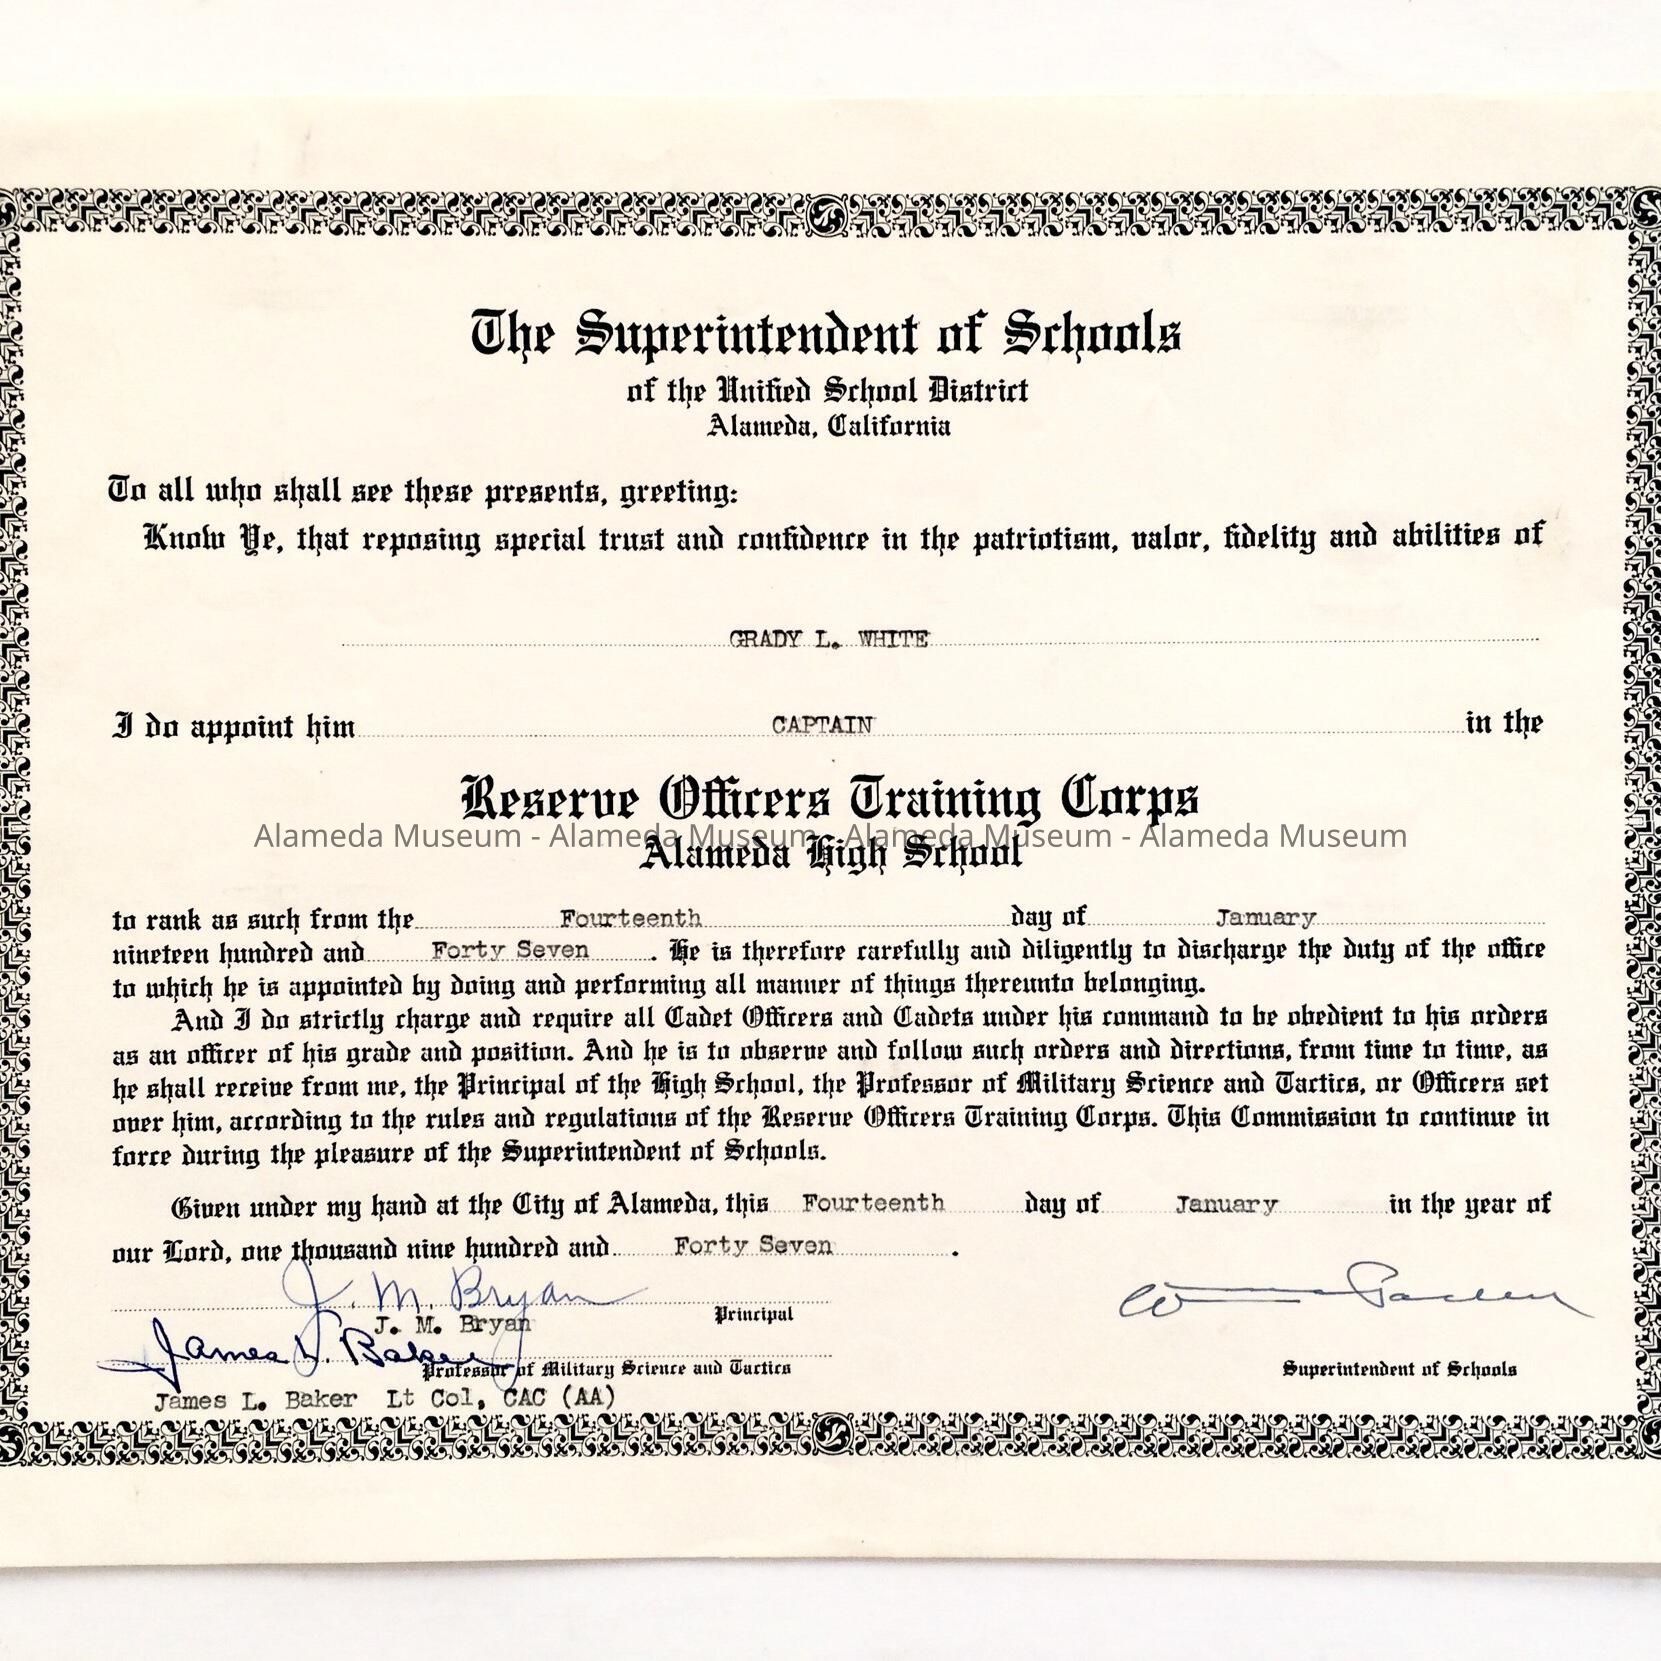 The Superintendent of Schools
of the Unified School District
Alameda, California
To all who shall see these presents, greeting:
Know Ye, that reposing special trust and confidence in the patriotism, valor, fidelity and abilities of
GRADY L. WHITE
I do appoint him CAPTAIN in the
Reserve Officers Training Corps
Alameda Museum - Alameda Museum - Alameda Museum - Alameda Museum
Alameda High School
to rank as such from the Fourteenth day of January
nineteen hundred and Forty Seven. He is therefore carefully and diligently to discharge the duty of the office
to which he is appointed by doing and performing all manner of things thereunto belonging.
And I do strictly charge and require all Cadet Officers and Cadets under his command to be obedient to his orders
as an officer of his grade and position. And he is to observe and follow such orders and directions, from time to time, as
he shall receive from me, the Principal of the High School, the Professor of Military Science and Tactics, or Officers set
over him, according to the rules and regulations of the Reserve Officers Training Corps. This Commission to continue in
force during the pleasure of the Superintendent of Schools.
Given under my hand at the City of Alameda, this Fourteenth day of January in the year of
our Lord, one thousand nine hundred and Forty Seven.
J. M. Bryan
Principal
J. M. Bryan
James L. Baker
Professor of Military Science and Tactics
Superintendent of Schools
James L. Baker Lt Col, CAC (AA)